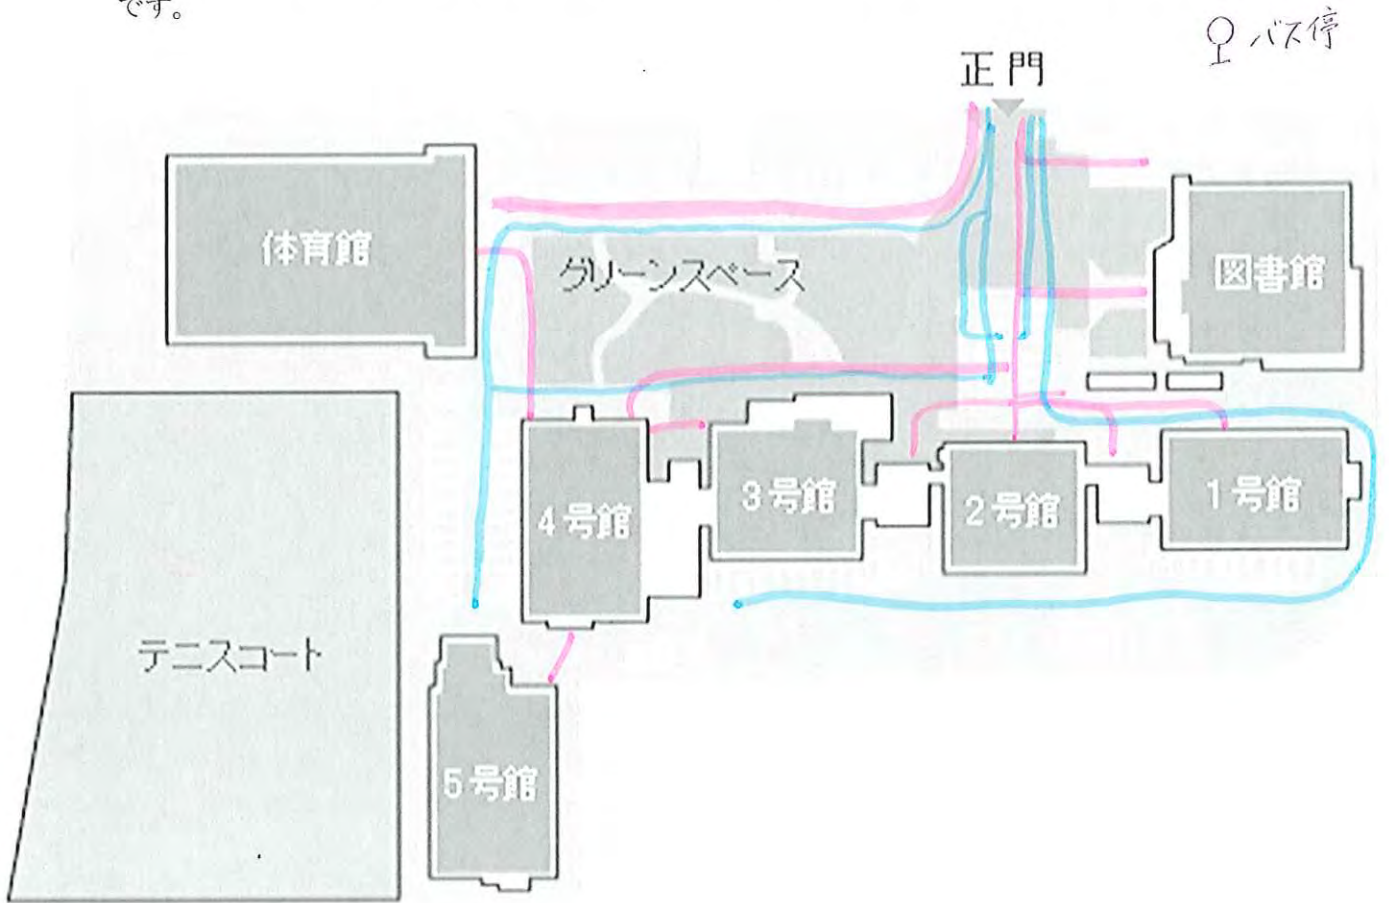 です。
バス停
正門
体育館
グリーンスペース
図書館
4号館
3号館
2号館
1号館
テニスコート
5号館